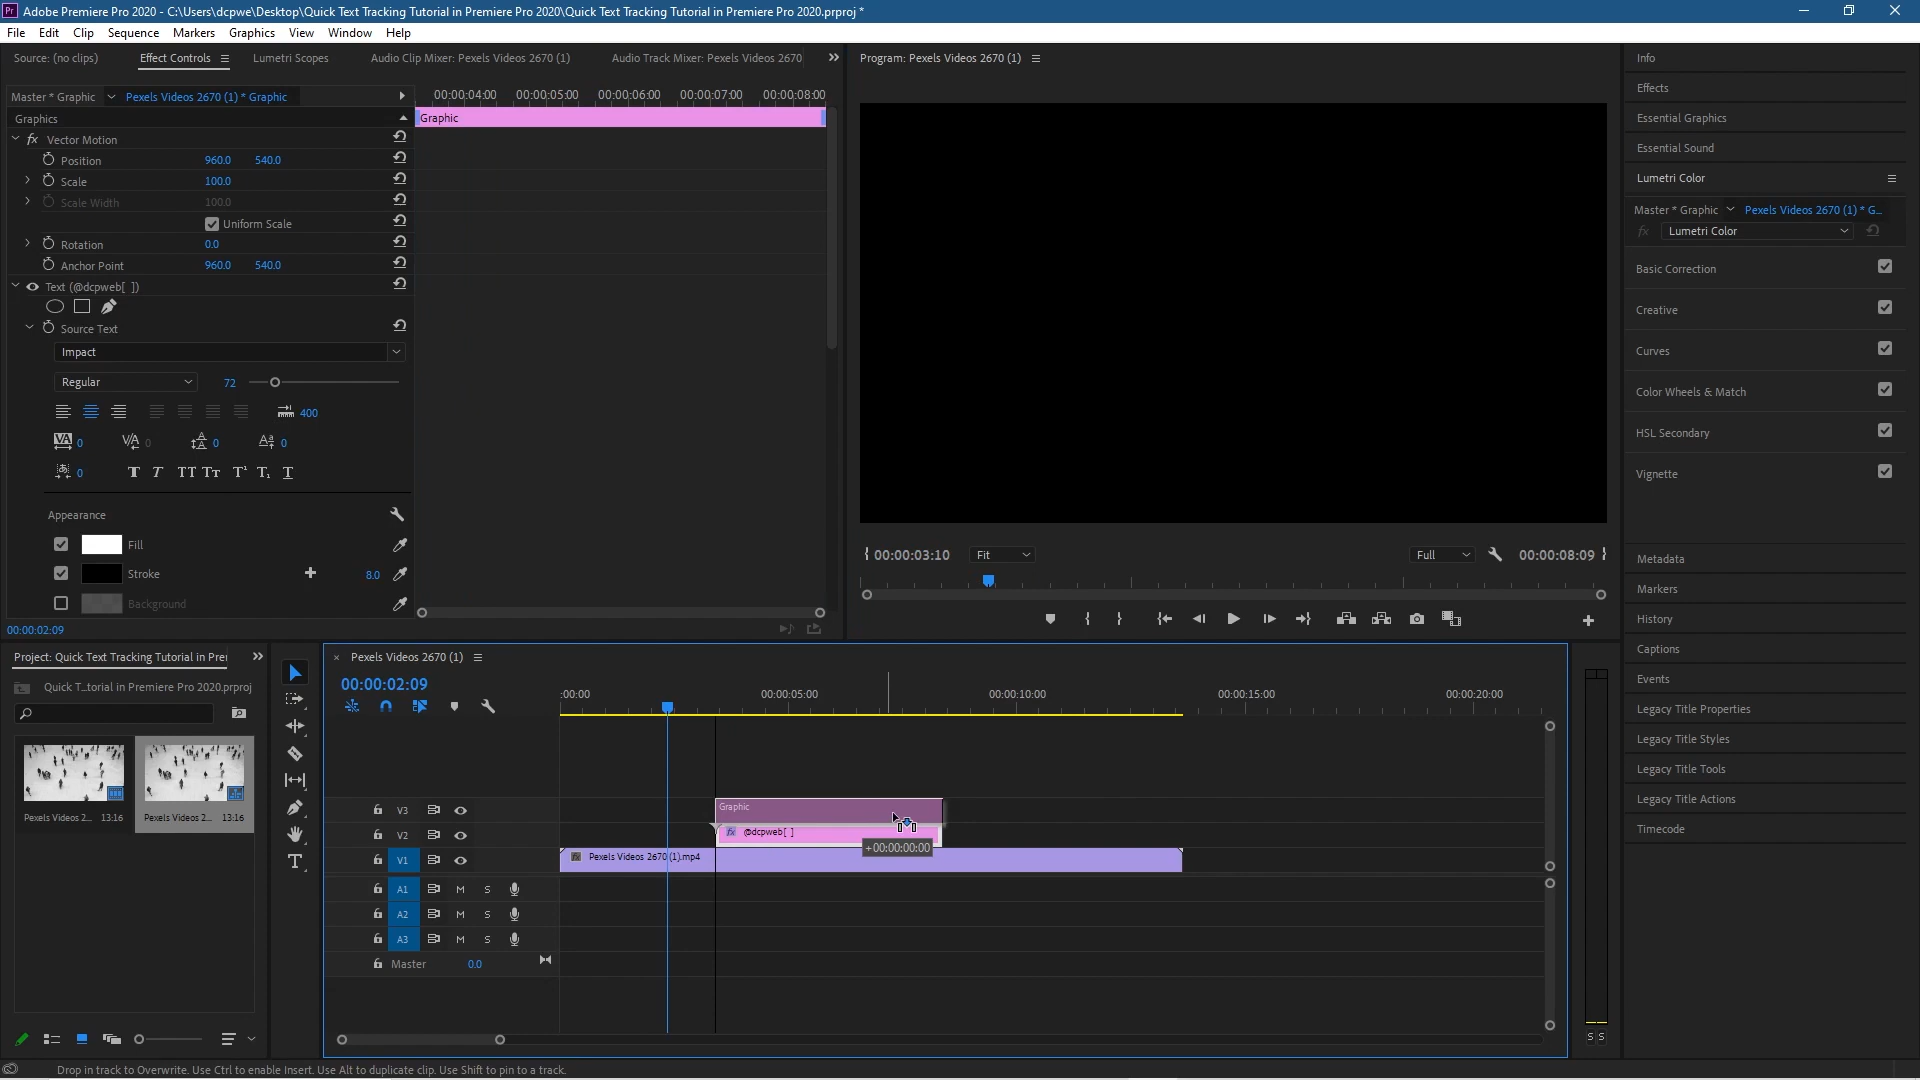 Adobe Premiere Pro 2020 - C:\Users\dcpwe\Desktop\Quick Text Tracking Tutorial in Premiere Pro 2020\Quick Text Tracking Tutorial in Premiere Pro 2020.prproj *
File Edit Clip Sequence Markers Graphics View Window Help
Source: (no clips) Effect Controls Lumetri Scopes Audio Clip Mixer: Pexels Videos 2670 (1) Audio Track Mixer: Pexels Videos 2670
Program: Pexels Videos 2670 (1)
Master * Graphic Pexels Videos 2670 (1) * Graphic
00:00:04:00 00:00:05:00 00:00:06:00 00:00:07:00 00:00:08:00
Graphics
Graphic
fx Vector Motion
Position 960.0 540.0
Scale 100.0
Scale Width 100.0
Uniform Scale
Rotation 0.0
Anchor Point 960.0 540.0
Text (@dcpweb[ ])
Source Text
Impact
Regular 72
400
0 0 0 0
0
Appearance
Fill
Stroke 8.0
Background
00:00:02:09
00:00:03:10 Fit Full 00:00:08:09
Info
Effects
Essential Graphics
Essential Sound
Lumetri Color
Master * Graphic Pexels Videos 2670 (1) * G...
fx Lumetri Color
Basic Correction
Creative
Curves
Color Wheels & Match
HSL Secondary
Vignette
Metadata
Markers
History
Captions
Events
Legacy Title Properties
Legacy Title Styles
Legacy Title Tools
Legacy Title Actions
Timecode
Project: Quick Text Tracking Tutorial in Prei
Quick T...torial in Premiere Pro 2020.prproj
Pexels Videos 2... 13:16
Pexels Videos 2... 13:16
Pexels Videos 2670 (1)
00:00:02:09
:00:00 00:00:05:00 00:00:10:00 00:00:15:00 00:00:20:00
V3 Graphic
V2 fx @dcpweb[ ]
+00:00:00:00
V1 Pexels Videos 2670 (1).mp4
A1 M S
A2 M S
A3 M S
Master 0.0
S S
Drop in track to Overwrite. Use Ctrl to enable Insert. Use Alt to duplicate clip. Use Shift to pin to a track.